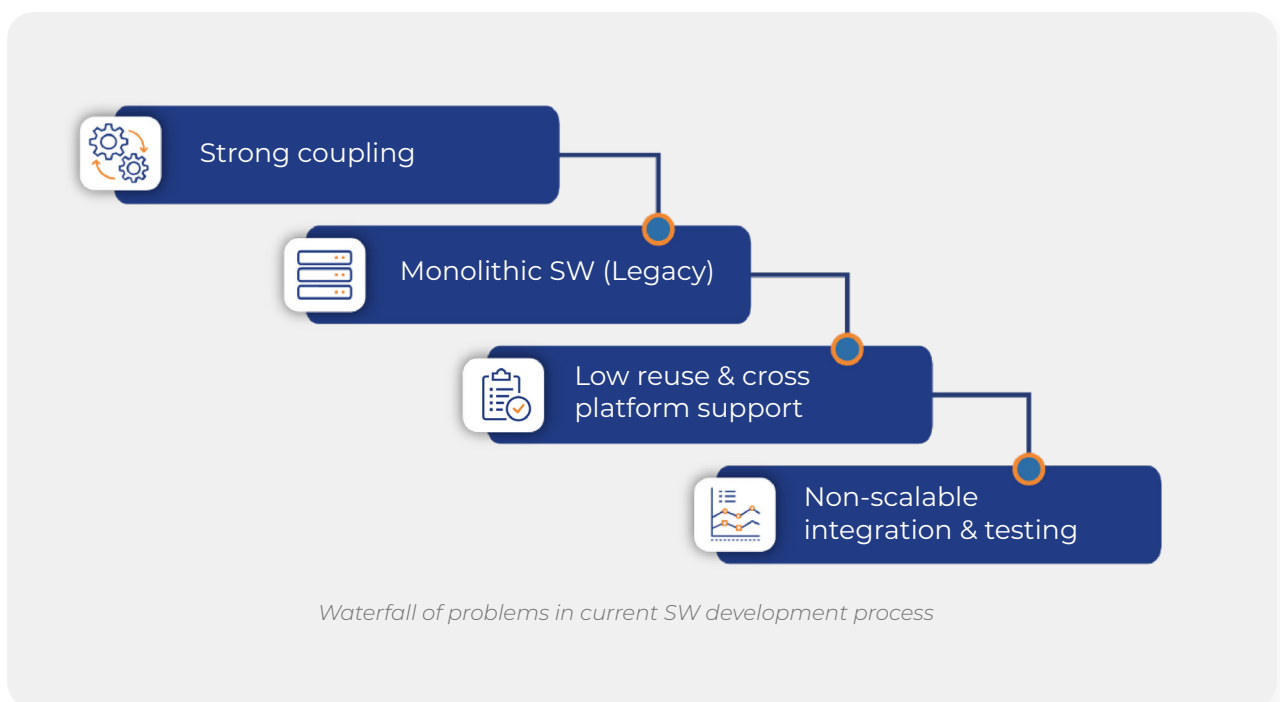 Strong coupling
Monolithic SW (Legacy)
Low reuse & cross
platform support
Non-scalable
integration & testing
Waterfall of problems in current SW development process